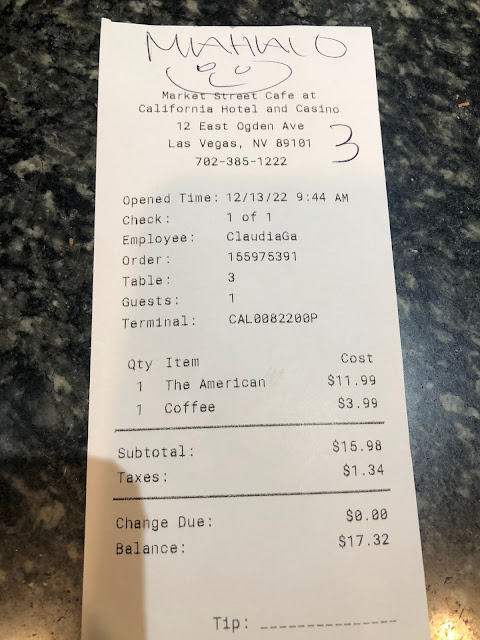 MAHALO
Market Street Cafe at
California Hotel and Casino
12 East Ogden Ave
Las Vegas, NV 89101
3
702-385-1222
Opened Time: 12/13/22 9:44 AM
Check: 1 of 1
Employee: ClaudiaGa
Order: 155975391
Table: 3
Guests: 1
Terminal: CAL0082200P
Qty Item Cost
1 The American $11.99
1 Coffee $3.99
Subtotal: $15.98
Taxes: $1.34
Change Due: $0.00
Balance: $17.32
Tip: _______________